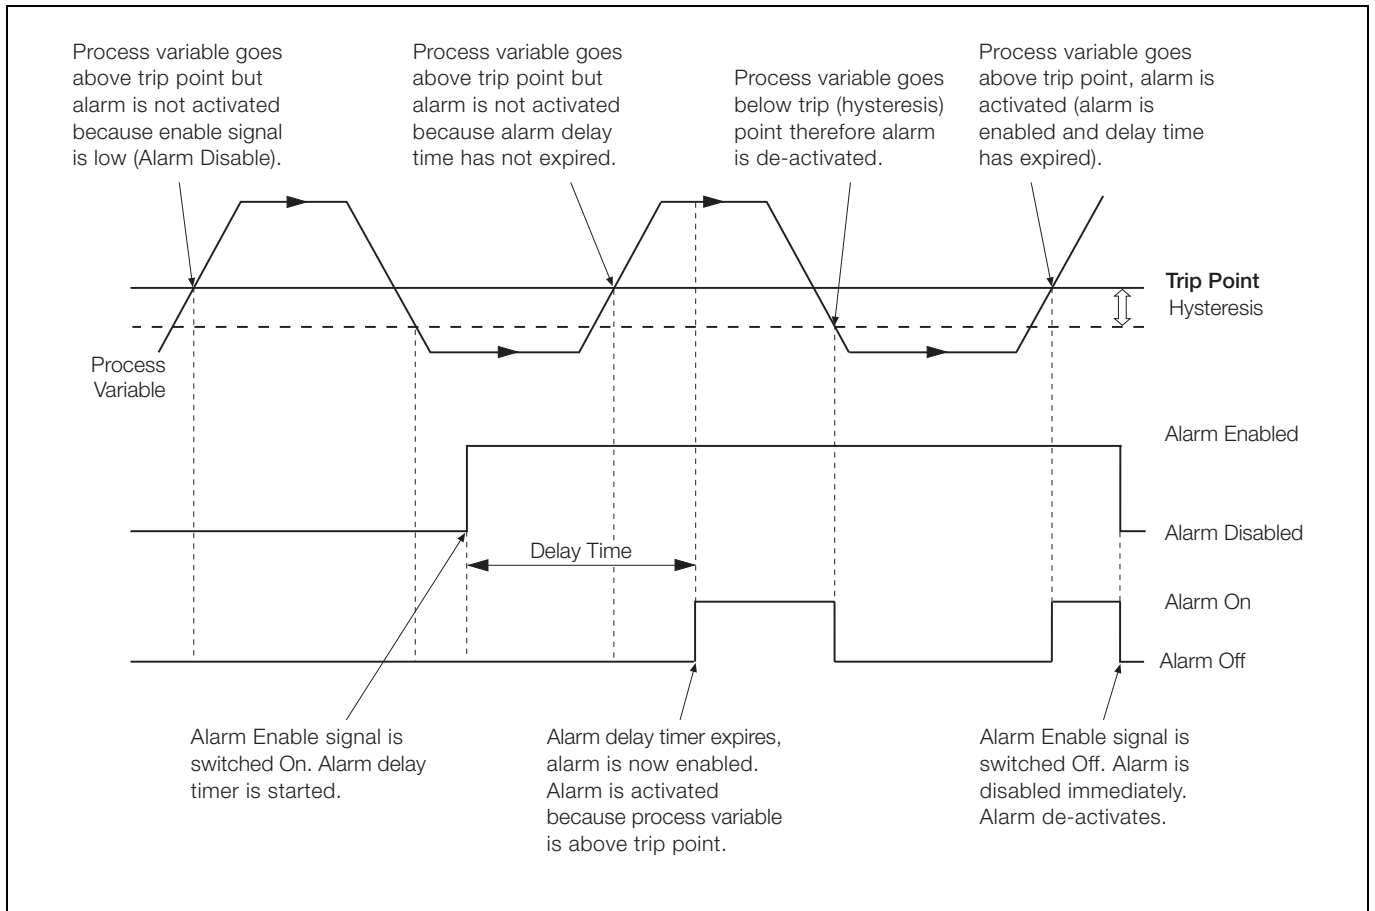 Process variable goes
above trip point but
alarm is not activated
because enable signal
is low (Alarm Disable).
Process variable goes
above trip point but
alarm is not activated
because alarm delay
time has not expired.
Process variable goes
below trip (hysteresis)
point therefore alarm
is de-activated.
Process variable goes
above trip point, alarm is
activated (alarm is
enabled and delay time
has expired).
Trip Point
Hysteresis
Process
Variable
Alarm Enabled
Alarm Disabled
Delay Time
Alarm On
Alarm Off
Alarm Enable signal is
switched On. Alarm delay
timer is started.
Alarm delay timer expires,
alarm is now enabled.
Alarm is activated
because process variable
is above trip point.
Alarm Enable signal is
switched Off. Alarm is
disabled immediately.
Alarm de-activates.